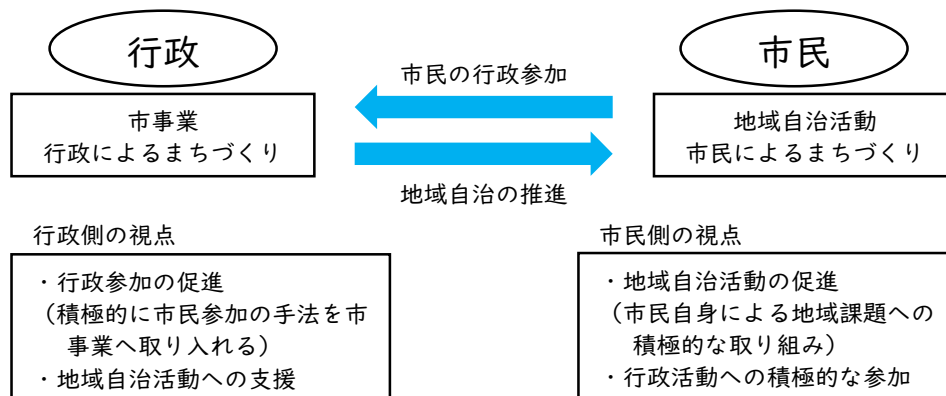 行政
市民
市民の行政参加
市事業
行政によるまちづくり
地域自治活動
市民によるまちづくり
地域自治の推進
行政側の視点
・行政参加の促進
（積極的に市民参加の手法を市
事業へ取り入れる）
・地域自治活動への支援
市民側の視点
・地域自治活動の促進
（市民自身による地域課題への
積極的な取り組み）
・行政活動への積極的な参加